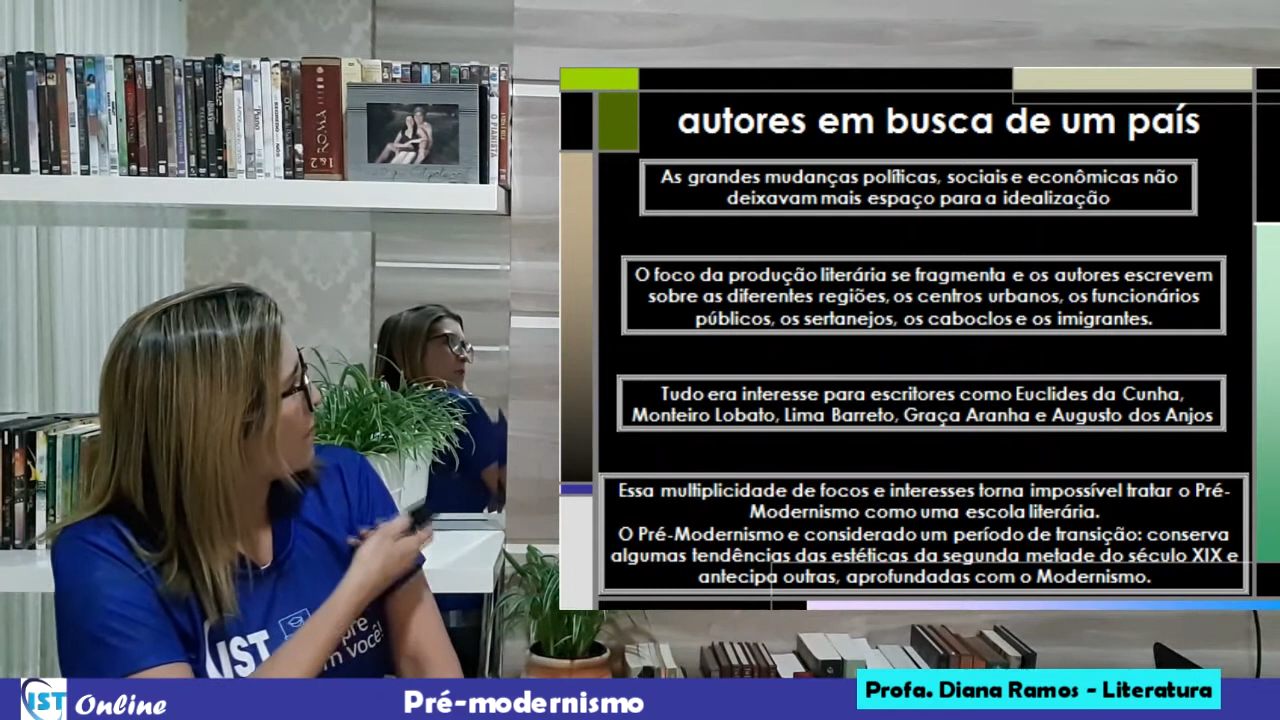 autores em busca de um país
As grandes mudanças políticas, sociais e econômicas não
deixavam mais espaço para a idealização
O foco da produção literária se fragmenta e os autores escrevem
sobre as diferentes regiões, os centros urbanos, os funcionários
públicos, os sertanejos, os caboclos e os imigrantes.
Tudo era interesse para escritores como Euclides da Cunha,
Monteiro Lobato, Lima Barreto, Graça Aranha e Augusto dos Anjos
Essa multiplicidade de focos e interesses torna impossível tratar o Pré-
Modernismo como uma escola literária.
O Pré-Modernismo e considerado um período de transição: conserva
algumas tendências das estéticas da segunda metade do século XIX e
antecipa outras, aprofundadas com o Modernismo.
O PIANISTA
1&2
IST
m você!
IST Online
Pré-modernismo
Profa. Diana Ramos - Literatura